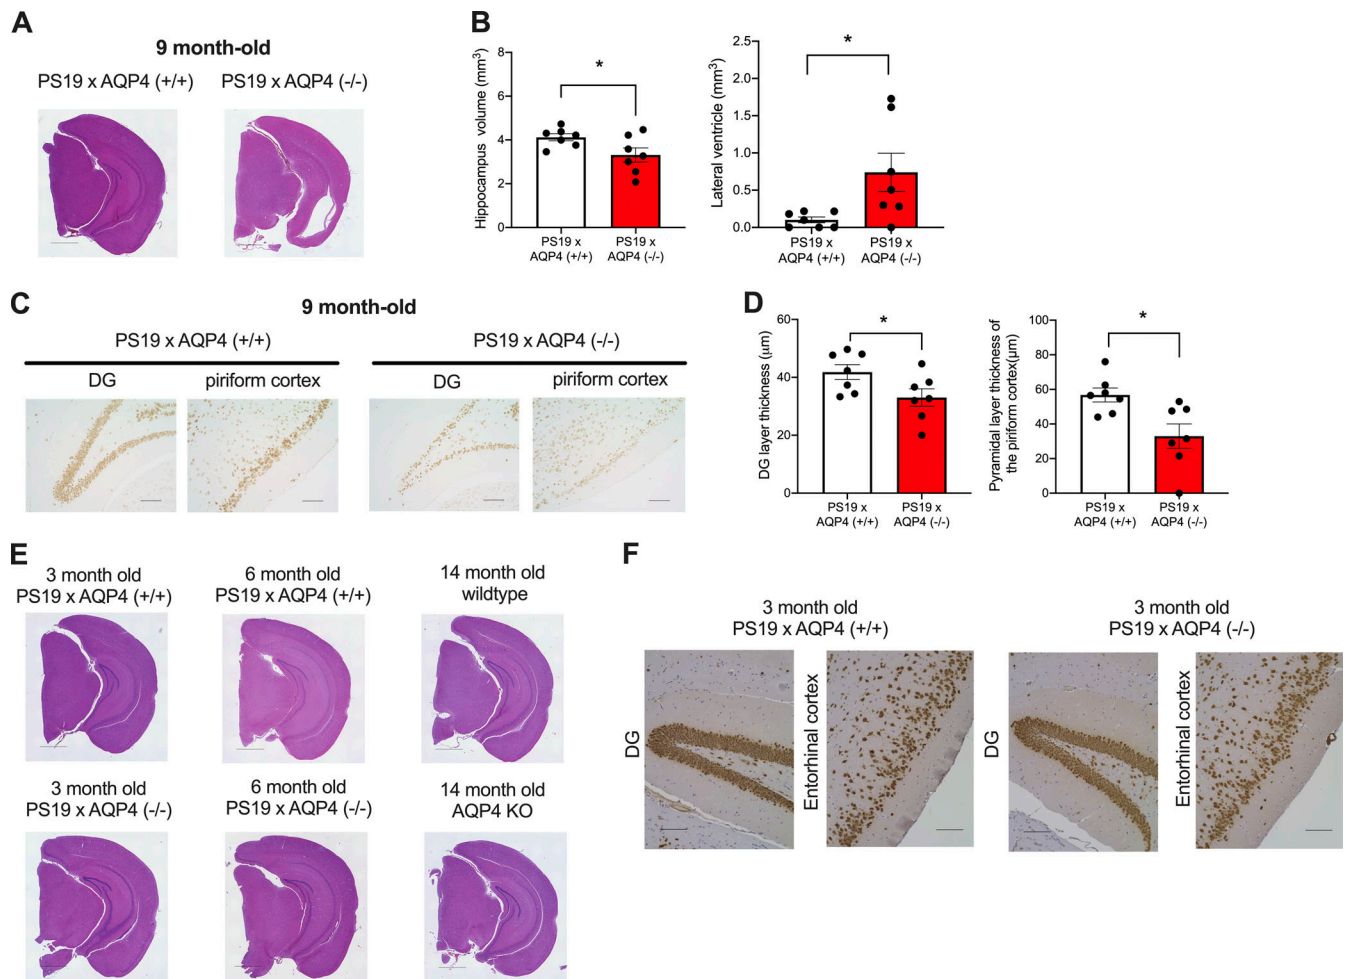 A
9 month-old
PS19 x AQP4 (+/+)
PS19 x AQP4 (-/-)
B
Hippocampus volume (mm³)
8
6
4
2
0
*
PS19 x
AQP4 (+/+)
PS19 x
AQP4 (-/-)
Lateral ventricle (mm³)
2.5
2.0
1.5
1.0
0.5
0.0
*
PS19 x
AQP4 (+/+)
PS19 x
AQP4 (-/-)
C
9 month-old
PS19 x AQP4 (+/+)
PS19 x AQP4 (-/-)
DG
piriform cortex
DG
piriform cortex
D
DG layer thickness (μm)
60
40
20
0
*
PS19 x
AQP4 (+/+)
PS19 x
AQP4 (-/-)
Pyramidal layer thickness of
the piriform cortex(μm)
100
80
60
40
20
0
*
PS19 x
AQP4 (+/+)
PS19 x
AQP4 (-/-)
E
3 month old
PS19 x AQP4 (+/+)
6 month old
PS19 x AQP4 (+/+)
14 month old
wildtype
3 month old
PS19 x AQP4 (-/-)
6 month old
PS19 x AQP4 (-/-)
14 month old
AQP4 KO
F
3 month old
PS19 x AQP4 (+/+)
3 month old
PS19 x AQP4 (-/-)
DG
Entorhinal cortex
DG
Entorhinal cortex